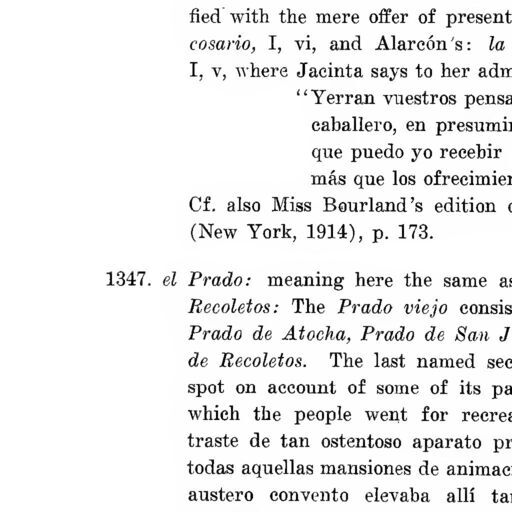 fied with the mere offer of present
cosario, I, vi, and Alarcón's: la
I, v, where Jacinta says to her adm
"Yerran vuestros pensa
caballero, en presumir
que puedo yo recebir
más que los ofrecimien
Cf. also Miss Bourland's edition
(New York, 1914), p. 173.
1347. el Prado: meaning here the same as
Recoletos: The Prado viejo consis
Prado de Atocha, Prado de San J
de Recoletos. The last named sec
spot on account of some of its pa
which the people went for recrea
traste de tan ostentoso aparato pr
todas aquellas mansiones de animac
austero convento elevaba allí tan